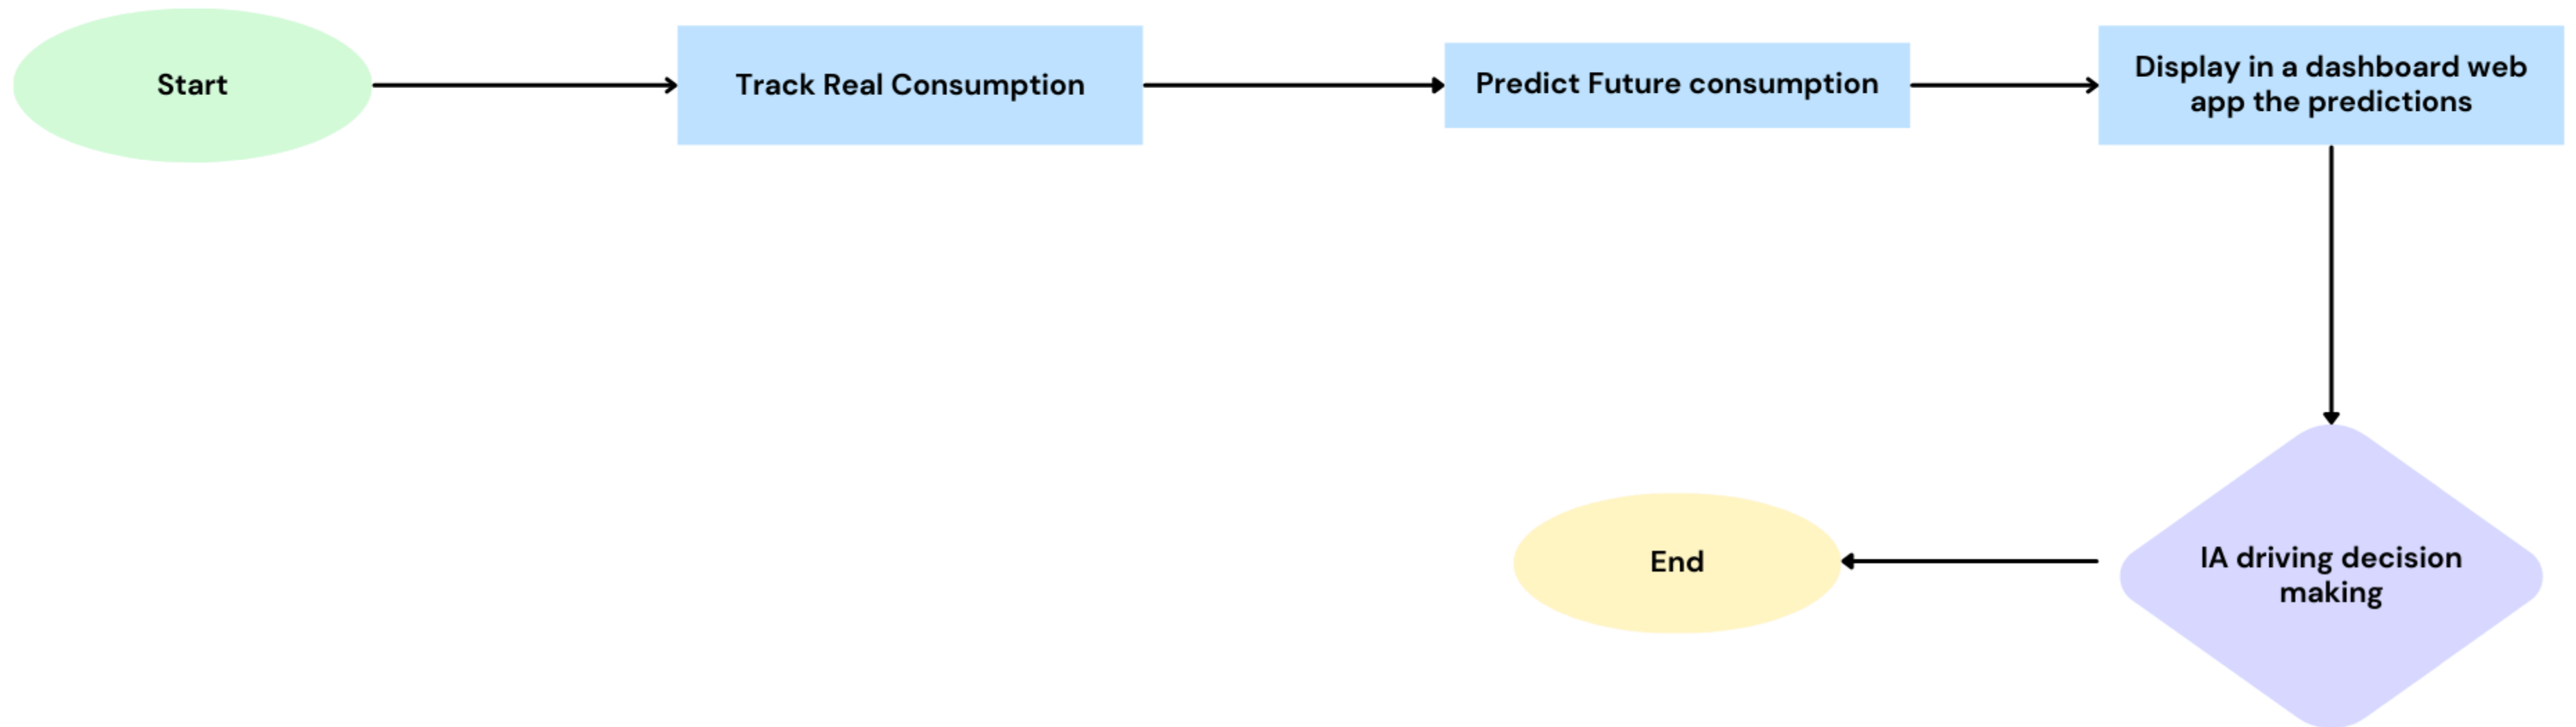 Start
Track Real Consumption
Predict Future consumption
Display in a dashboard web
app the predictions
End
IA driving decision
making